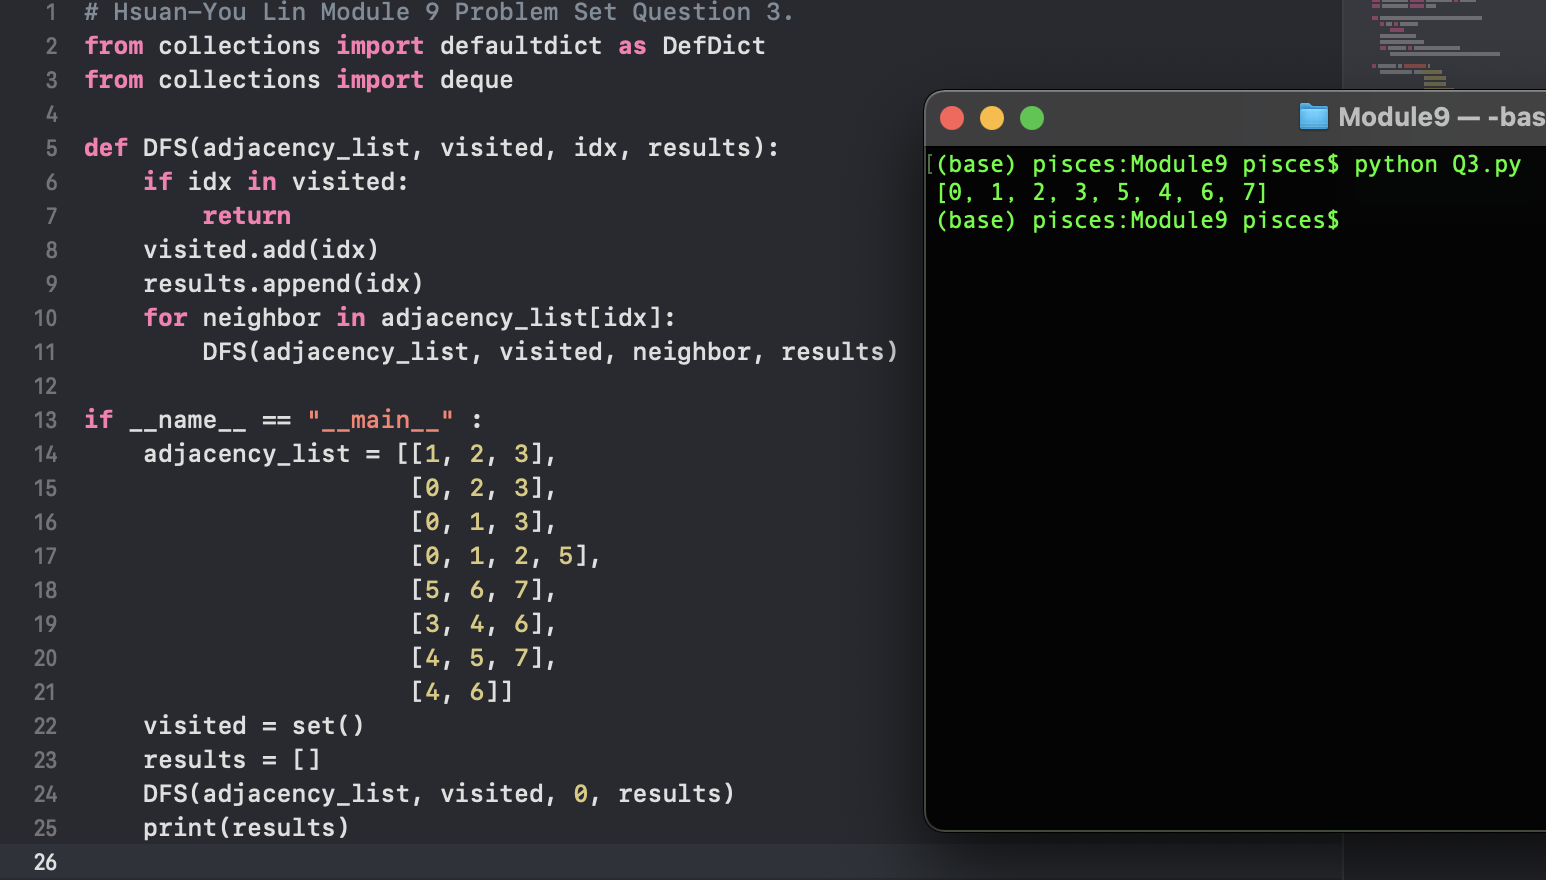 1 # Hsuan-You Lin Module 9 Problem Set Question 3.
2 from collections import defaultdict as DefDict
3 from collections import deque
4
5 def DFS(adjacency_list, visited, idx, results):
6     if idx in visited:
7         return
8     visited.add(idx)
9     results.append(idx)
10     for neighbor in adjacency_list[idx]:
11         DFS(adjacency_list, visited, neighbor, results)
12
13 if __name__ == "__main__" :
14     adjacency_list = [[1, 2, 3],
15                       [0, 2, 3],
16                       [0, 1, 3],
17                       [0, 1, 2, 5],
18                       [5, 6, 7],
19                       [3, 4, 6],
20                       [4, 5, 7],
21                       [4, 6]]
22     visited = set()
23     results = []
24     DFS(adjacency_list, visited, 0, results)
25     print(results)
26
Module9 — -bas
[(base) pisces:Module9 pisces$ python Q3.py
[0, 1, 2, 3, 5, 4, 6, 7]
(base) pisces:Module9 pisces$